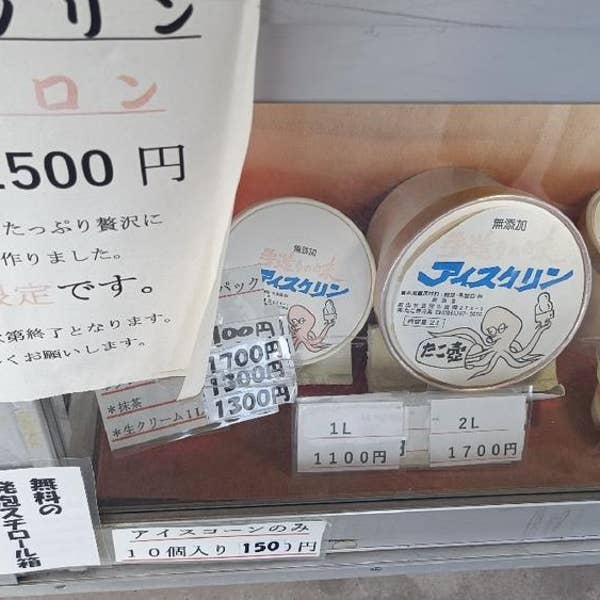 クリン
ロン
1500 円
たっぷり贅沢に
作りました。
限定です。
次第終了となります。
くお願いします。
無添加
アイスクリン
パック
1700円
1300円
*抹茶
*生クリーム1L 1300円
無添加
アイスクリン
たこ壺
1L
1100円
2L
1700円
アイスコーンのみ
10個入り 150円
無料の
発泡スチロール箱